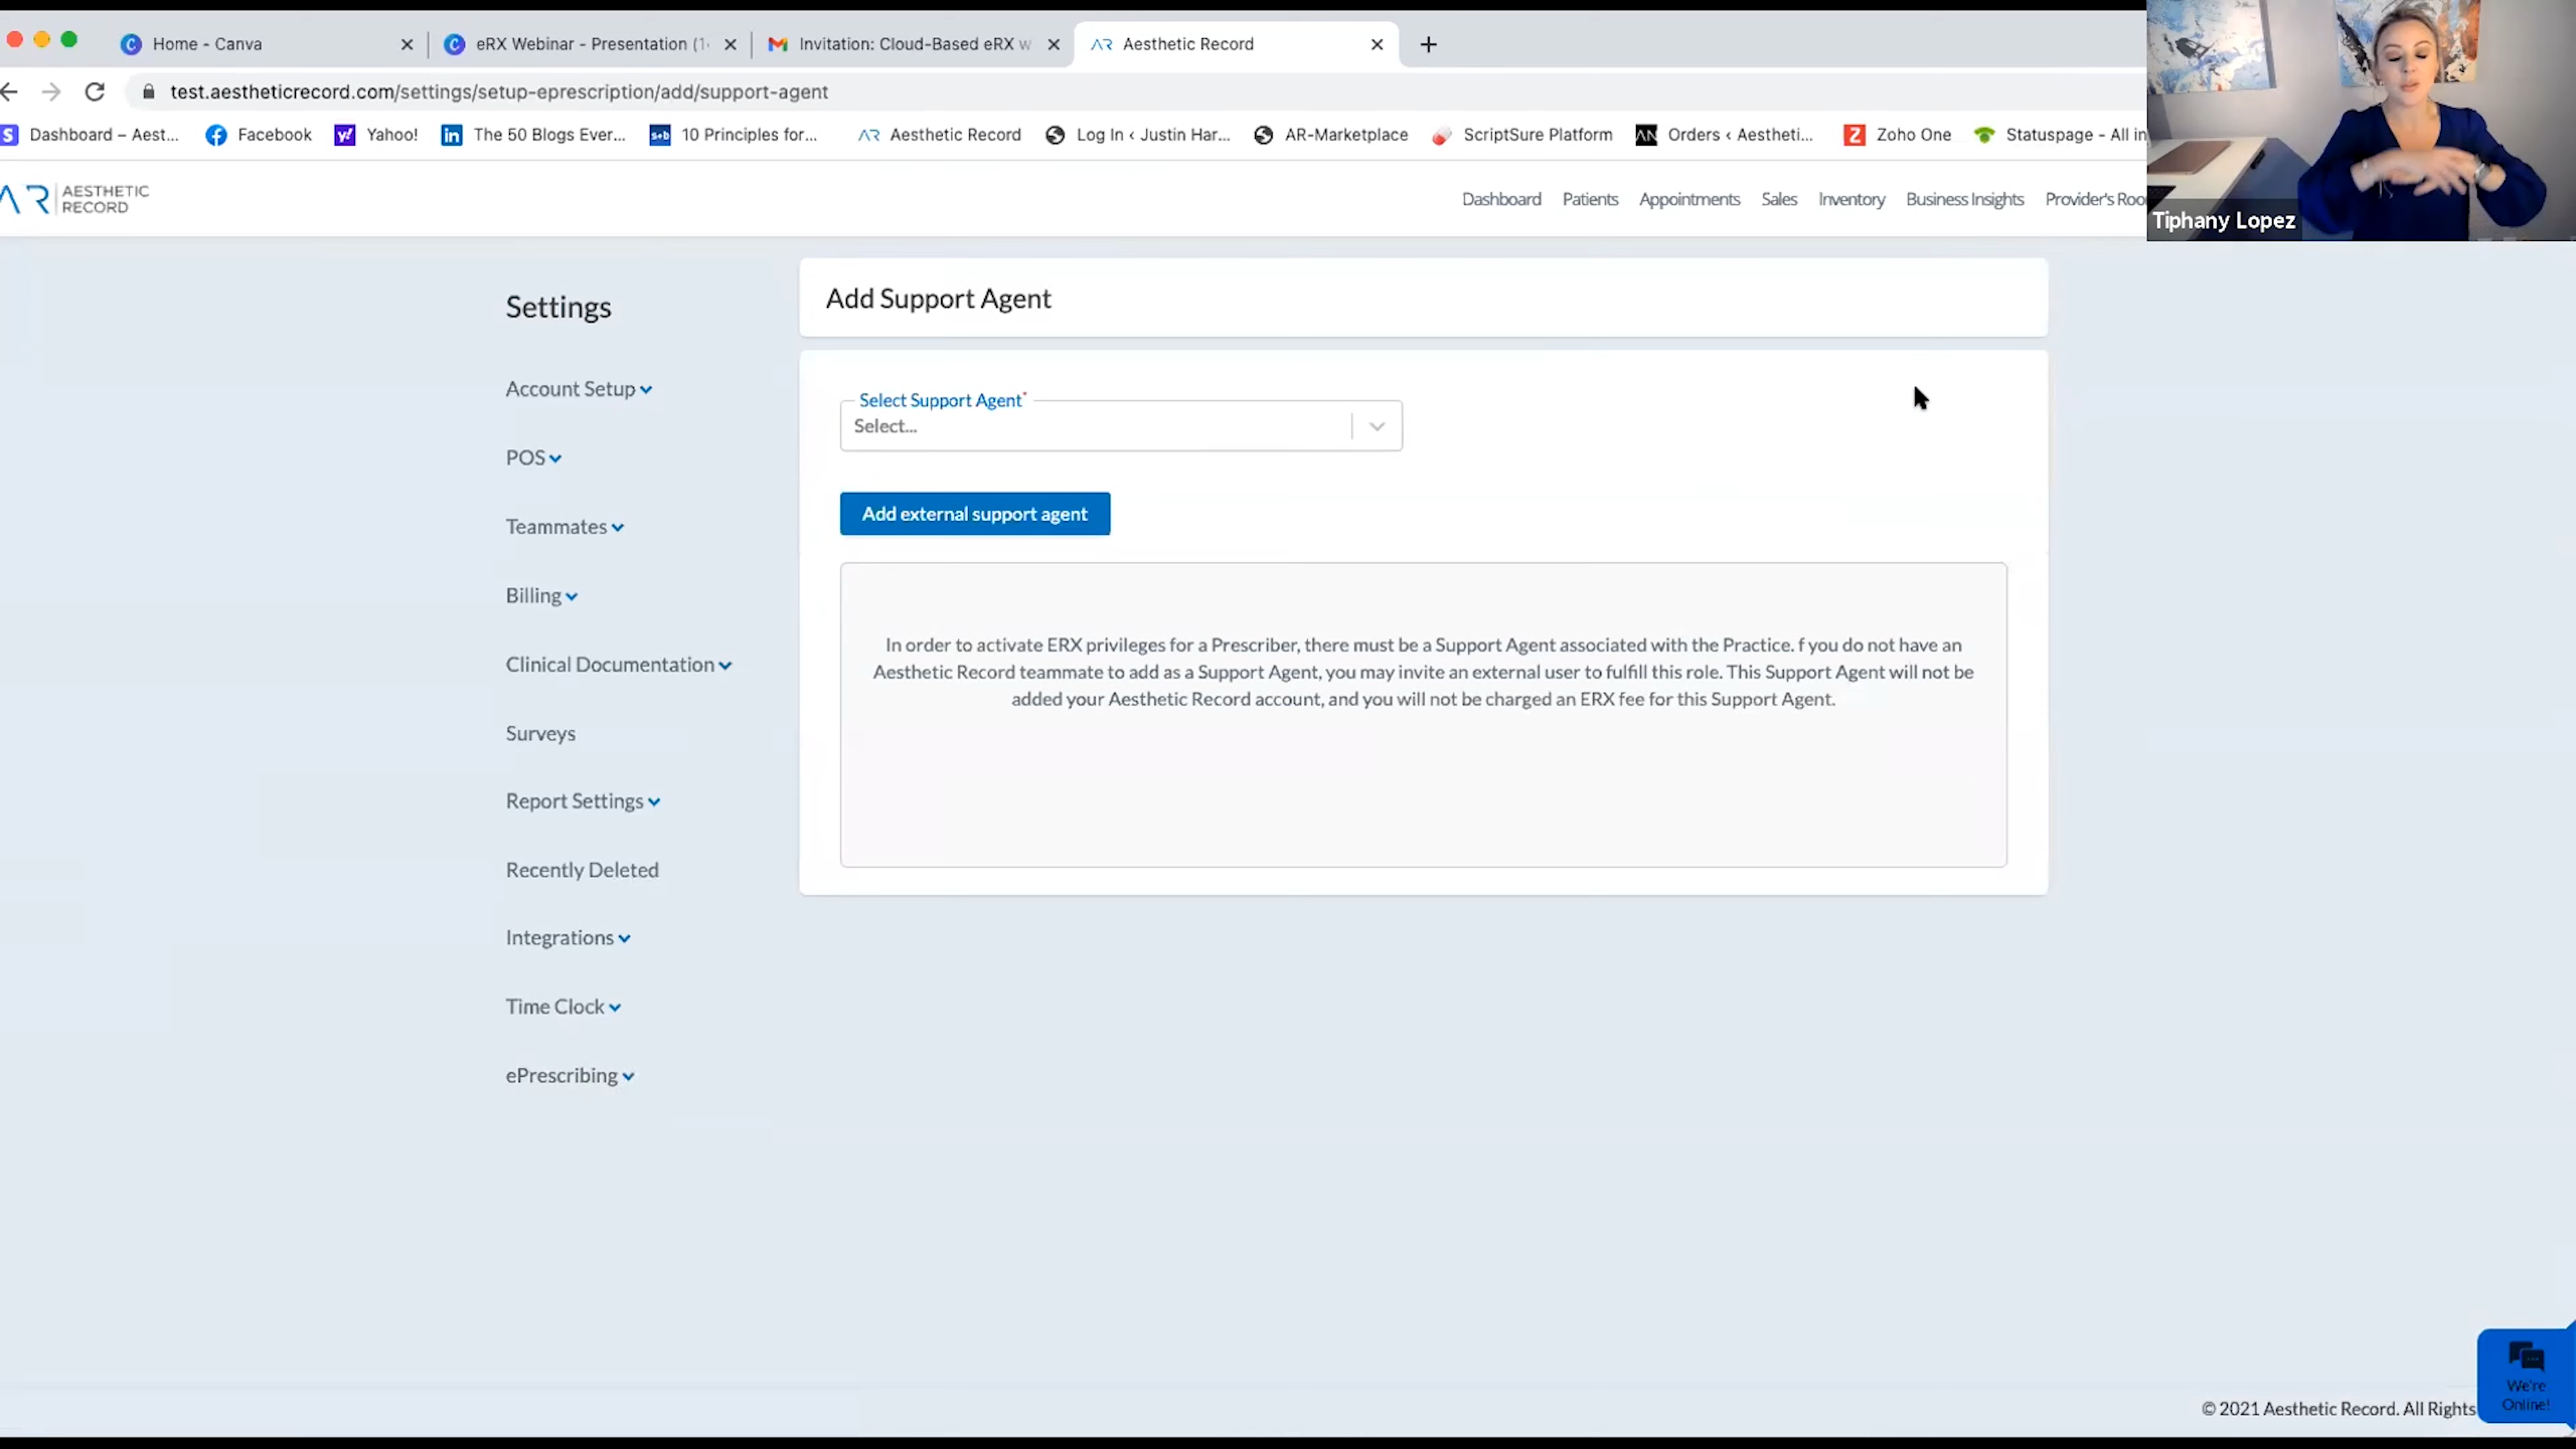 Home - Canva
eRX Webinar - Presentation (1
Invitation: Cloud-Based eRX w
AR Aesthetic Record
test.aestheticrecord.com/settings/setup-eprescription/add/support-agent
S Dashboard – Aest...
Facebook
y! Yahoo!
in The 50 Blogs Ever...
s+b 10 Principles for...
AR Aesthetic Record
Log In ‹ Justin Har...
AR-Marketplace
ScriptSure Platform
AN Orders ‹ Aestheti...
Z Zoho One
Statuspage - All in
Tiphany Lopez
AR AESTHETIC
RECORD
Dashboard Patients Appointments Sales Inventory Business Insights Provider's Roo
Settings
Account Setup
POS
Teammates
Billing
Clinical Documentation
Surveys
Report Settings
Recently Deleted
Integrations
Time Clock
ePrescribing
Add Support Agent
Select Support Agent*
Select...
Add external support agent
In order to activate ERX privileges for a Prescriber, there must be a Support Agent associated with the Practice. f you do not have an
Aesthetic Record teammate to add as a Support Agent, you may invite an external user to fulfill this role. This Support Agent will not be
added your Aesthetic Record account, and you will not be charged an ERX fee for this Support Agent.
We're
Online!
© 2021 Aesthetic Record. All Rights